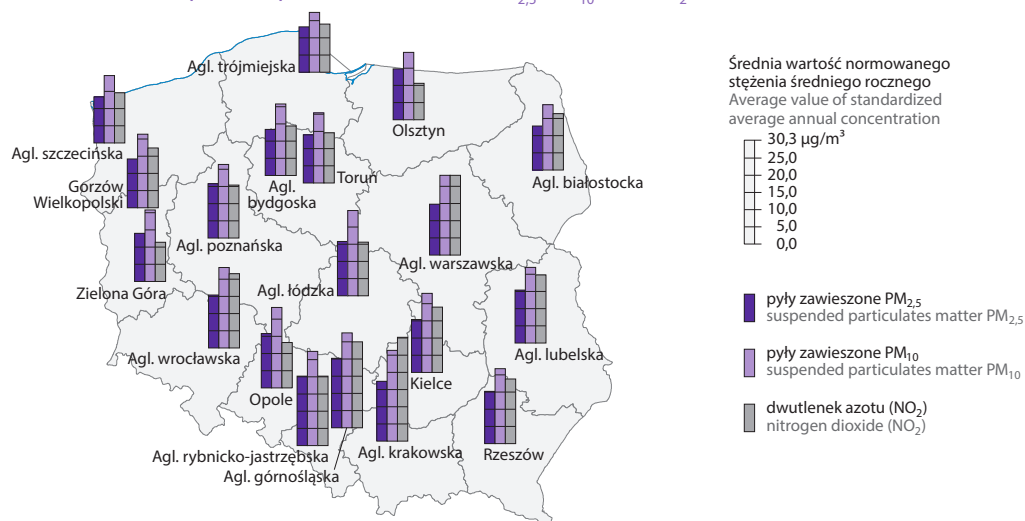 2,5 10 2
Agl. trójmiejska
Olsztyn
Agl. szczecińska
Agl. białostocka
Gorzów
Wielkopolski
Agl.
bydgoska
Toruń
Agl. poznańska
Agl. warszawska
Zielona Góra
Agl. łódzka
Agl. wrocławska
Agl. lubelska
Opole
Kielce
Agl. rybnicko-jastrzębska
Agl. górnośląska
Agl. krakowska
Rzeszów
Średnia wartość normowanego
stężenia średniego rocznego
Average value of standardized
average annual concentration
30,3 µg/m³
25,0
20,0
15,0
10,0
5,0
0,0
pyły zawieszone PM2,5
suspended particulates matter PM2,5
pyły zawieszone PM10
suspended particulates matter PM10
dwutlenek azotu (NO2)
nitrogen dioxide (NO2)